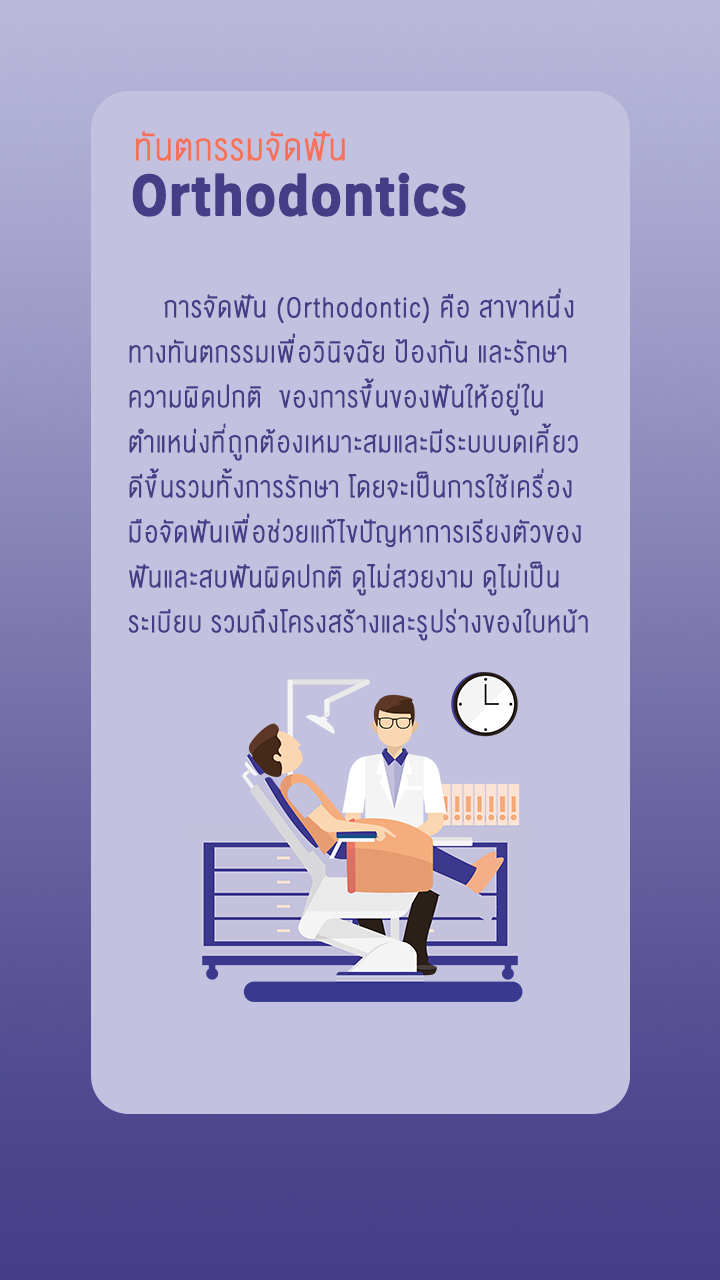 ทันตกรรมจัดฟัน
Orthodontics
การจัดฟัน (Orthodontic) คือ สาขาหนึ่ง
ทางทันตกรรมเพื่อวินิจฉัย ป้องกัน และรักษา
ความผิดปกติ  ของการขึ้นของฟันให้อยู่ใน
ตำแหน่งที่ถูกต้องเหมาะสมและมีระบบบดเคี้ยว
ดีขึ้นรวมทั้งการรักษา โดยจะเป็นการใช้เครื่อง
มือจัดฟันเพื่อช่วยแก้ไขปัญหาการเรียงตัวของ
ฟันและสบฟันผิดปกติ ดูไม่สวยงาม ดูไม่เป็น
ระเบียบ รวมถึงโครงสร้างและรูปร่างของใบหน้า